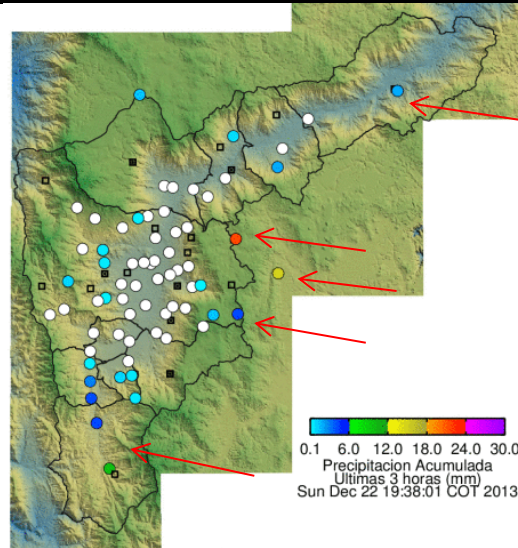 0.1 6.0 12.0 18.0 24.0 30.0
Precipitacion Acumulada
Ultimas 3 horas (mm)
Sun Dec 22 19:38:01 COT 2013